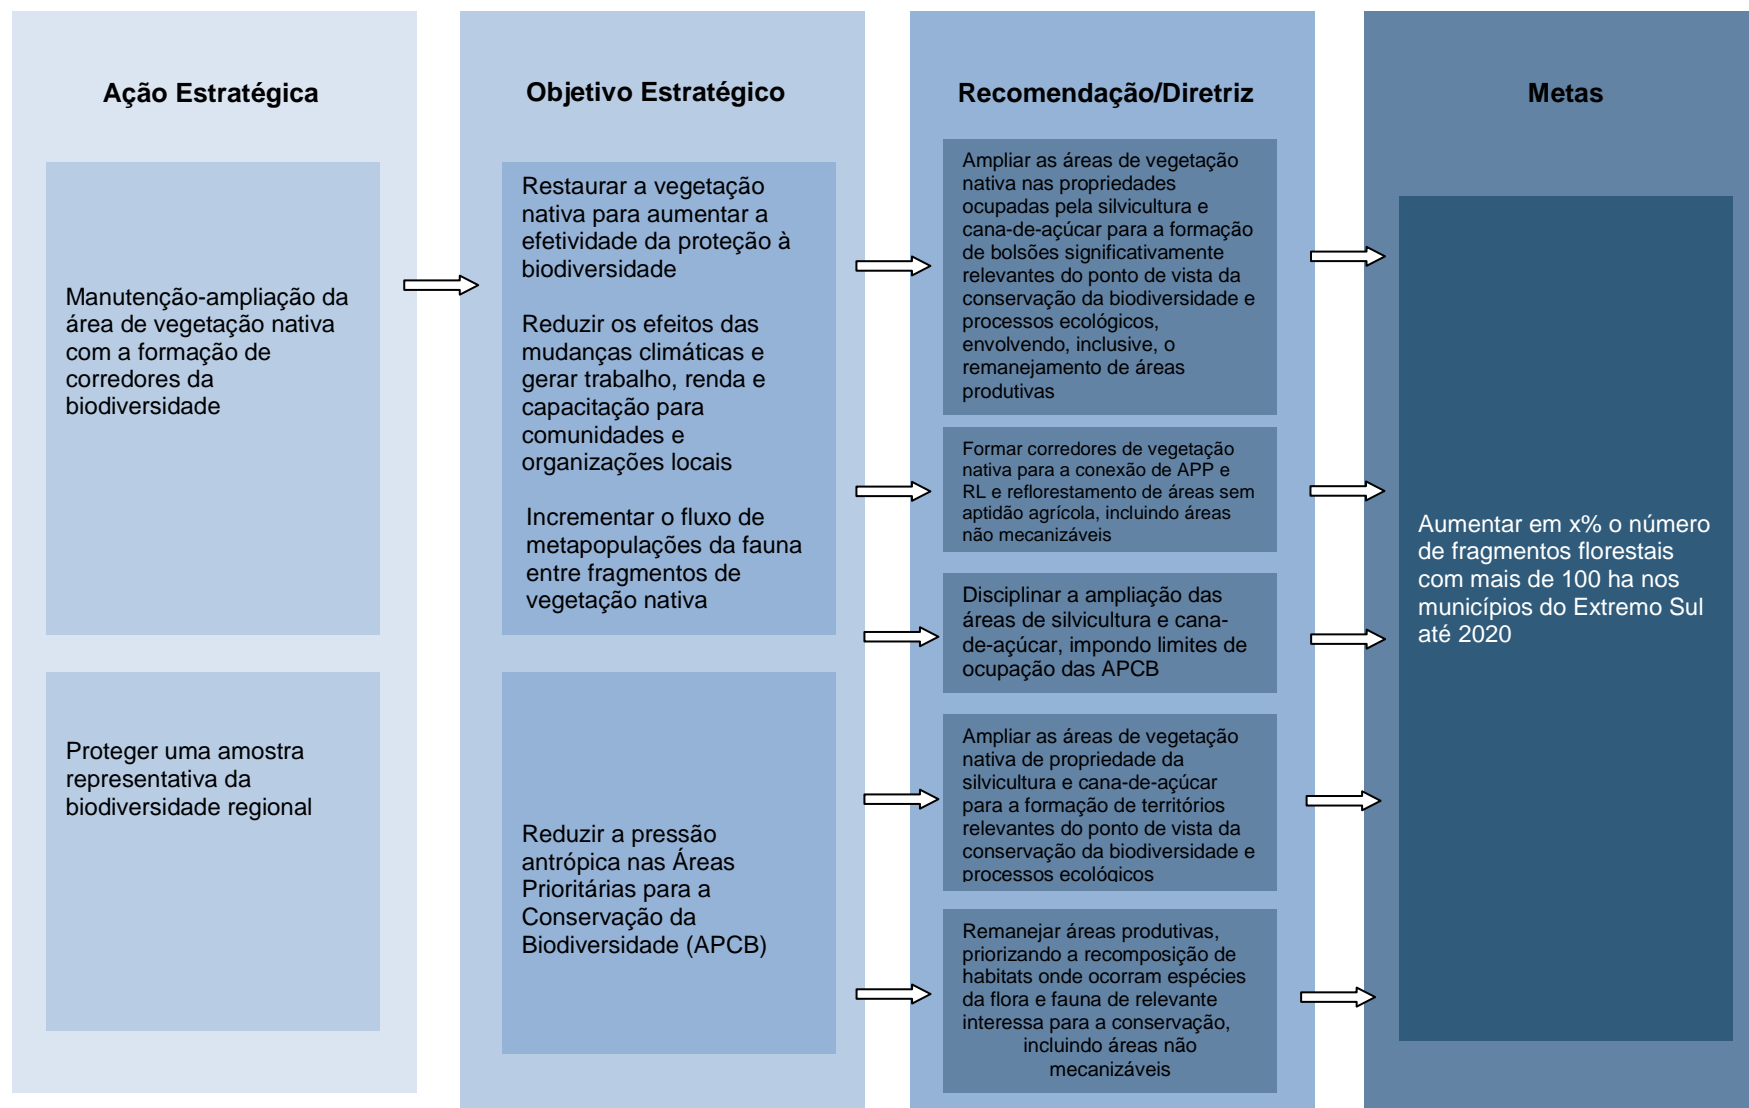 Ação Estratégica
Manutenção-ampliação da
área de vegetação nativa
com a formação de
corredores da
biodiversidade
Proteger uma amostra
representativa da
biodiversidade regional
Objetivo Estratégico
Restaurar a vegetação
nativa para aumentar a
efetividade da proteção à
biodiversidade
Reduzir os efeitos das
mudanças climáticas e
gerar trabalho, renda e
capacitação para
comunidades e
organizações locais
Incrementar o fluxo de
metapopulações da fauna
entre fragmentos de
vegetação nativa
Reduzir a pressão
antrópica nas Áreas
Prioritárias para a
Conservação da
Biodiversidade (APCB)
Recomendação/Diretriz
Ampliar as áreas de vegetação
nativa nas propriedades
ocupadas pela silvicultura e
cana-de-açúcar para a formação
de bolsões significativamente
relevantes do ponto de vista da
conservação da biodiversidade e
processos ecológicos,
envolvendo, inclusive, o
remanejamento de áreas
produtivas
Formar corredores de vegetação
nativa para a conexão de APP e
RL e reflorestamento de áreas sem
aptidão agrícola, incluindo áreas
não mecanizáveis
Disciplinar a ampliação das
áreas de silvicultura e cana-
de-açúcar, impondo limites de
ocupação das APCB
Ampliar as áreas de vegetação
nativa de propriedade da
silvicultura e cana-de-açúcar
para a formação de territórios
relevantes do ponto de vista da
conservação da biodiversidade e
processos ecológicos
Remanejar áreas produtivas,
priorizando a recomposição de
habitats onde ocorram espécies
da flora e fauna de relevante
interessa para a conservação,
incluindo áreas não
mecanizáveis
Metas
Aumentar em x% o número
de fragmentos florestais
com mais de 100 ha nos
municípios do Extremo Sul
até 2020